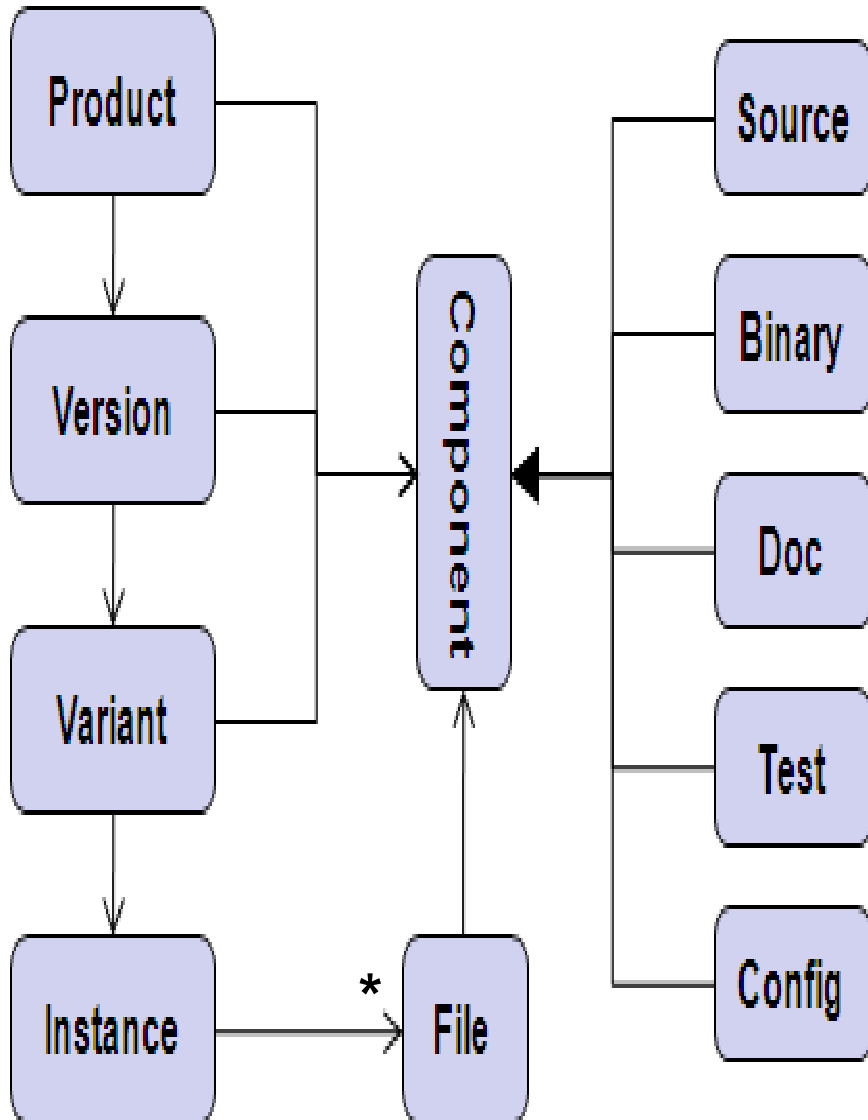 Product
Version
Variant
Instance
*
File
Component
Source
Binary
Doc
Test
Config